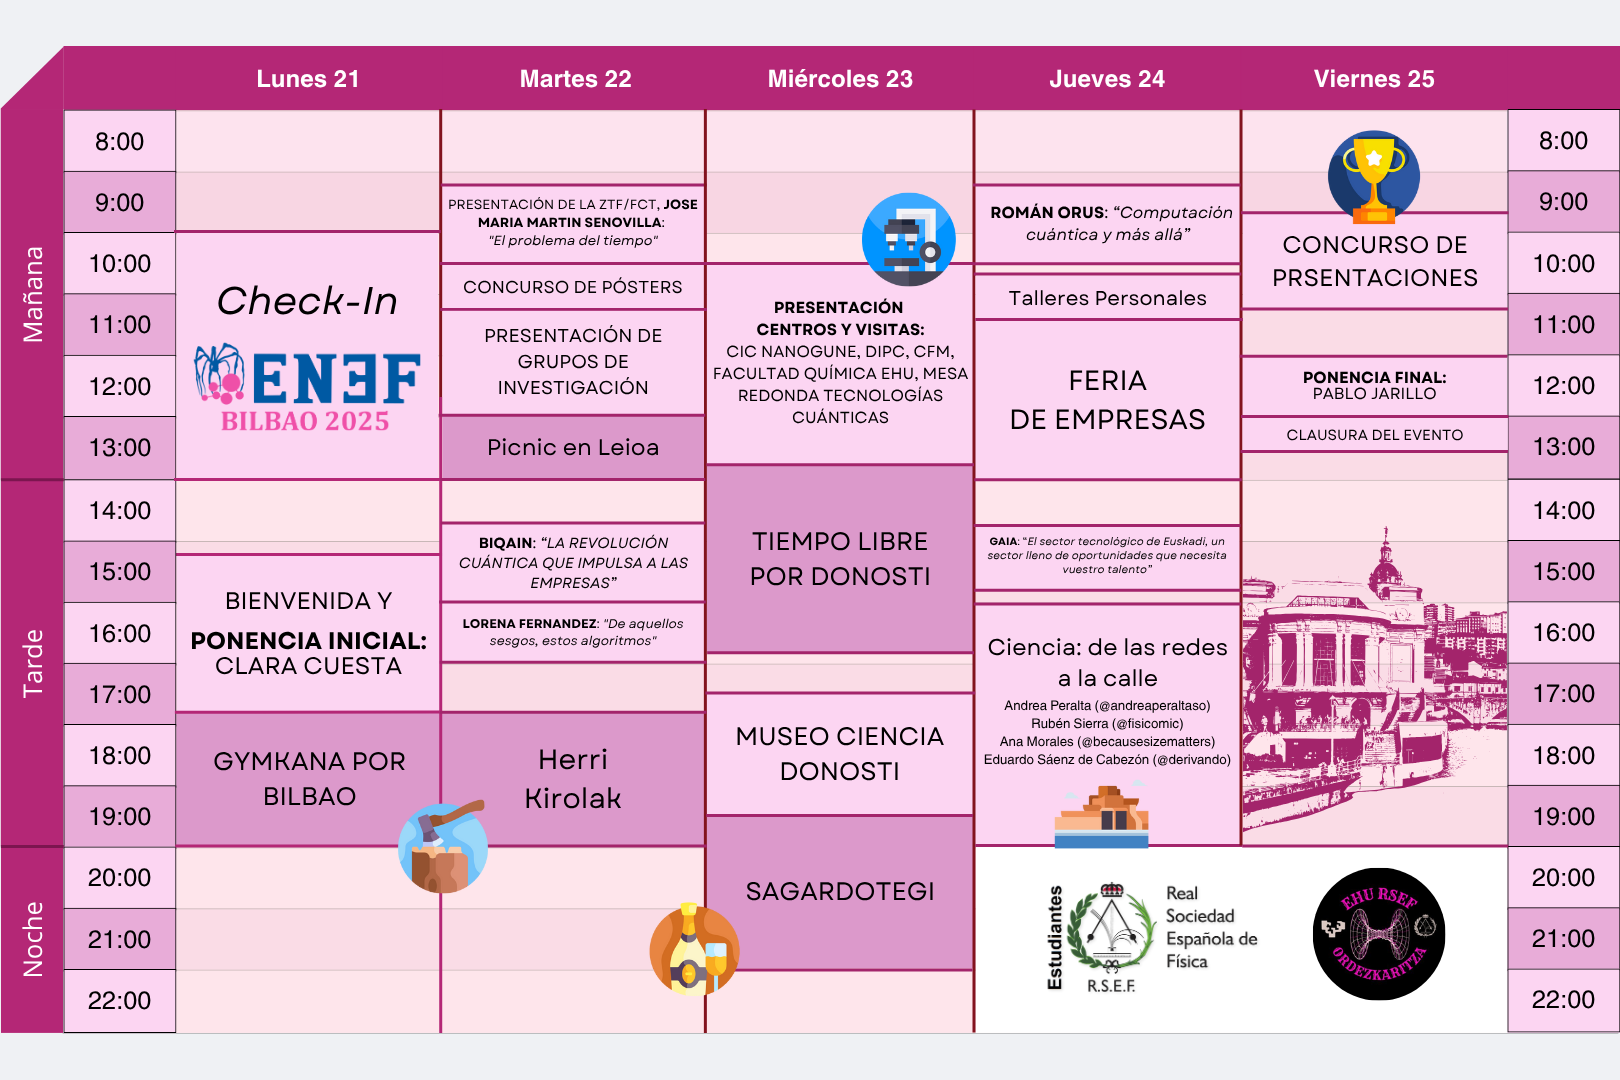 Lunes 21
Martes 22
Miércoles 23
Jueves 24
Viernes 25
Mañana
Tarde
Noche
8:00
9:00
10:00
11:00
12:00
13:00
14:00
15:00
16:00
17:00
18:00
19:00
20:00
21:00
22:00
Check-In
ENEF
BILBAO 2025
BIENVENIDA Y
PONENCIA INICIAL:
CLARA CUESTA
GYMKANA POR
BILBAO
PRESENTACIÓN DE LA ZTF/FCT, JOSE
MARIA MARTIN SENOVILLA:
"El problema del tiempo"
CONCURSO DE PÓSTERS
PRESENTACIÓN DE
GRUPOS DE
INVESTIGACIÓN
Picnic en Leioa
BIQAIN: “LA REVOLUCIÓN
CUÁNTICA QUE IMPULSA A LAS
EMPRESAS”
LORENA FERNANDEZ: "De aquellos
sesgos, estos algoritmos"
Herri
Kirolak
PRESENTACIÓN
CENTROS Y VISITAS:
CIC NANOGUNE, DIPC, CFM,
FACULTAD QUÍMICA EHU, MESA
REDONDA TECNOLOGÍAS
CUÁNTICAS
TIEMPO LIBRE
POR DONOSTI
MUSEO CIENCIA
DONOSTI
SAGARDOTEGI
ROMÁN ORUS: “Computación
cuántica y más allá”
Talleres Personales
FERIA
DE EMPRESAS
GAIA: “El sector tecnológico de Euskadi, un
sector lleno de oportunidades que necesita
vuestro talento”
Ciencia: de las redes
a la calle
Andrea Peralta (@andreaperaltaso)
Rubén Sierra (@fisicomic)
Ana Morales (@becausesizematters)
Eduardo Sáenz de Cabezón (@derivando)
CONCURSO DE
PRSENTACIONES
PONENCIA FINAL:
PABLO JARILLO
CLAUSURA DEL EVENTO
8:00
9:00
10:00
11:00
12:00
13:00
14:00
15:00
16:00
17:00
18:00
19:00
20:00
21:00
22:00
Estudiantes
R.S.E.F.
Real
Sociedad
Española de
Física
EHU RSEF
ORDEZKARITZA